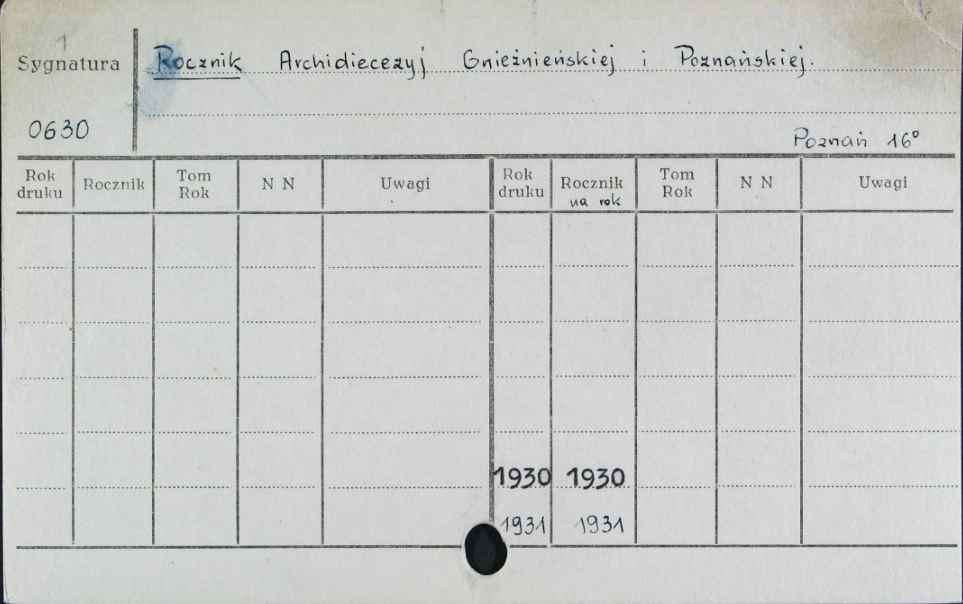 1
Sygnatura
Rocznik Archidiecezyj Gnieźnieńskiej i Poznańskiej.
0630
Poznań 16°
Rok druku Rocznik Tom Rok N N Uwagi Rok druku Rocznik na rok Tom Rok N N Uwagi
1930 1930
1931 1931